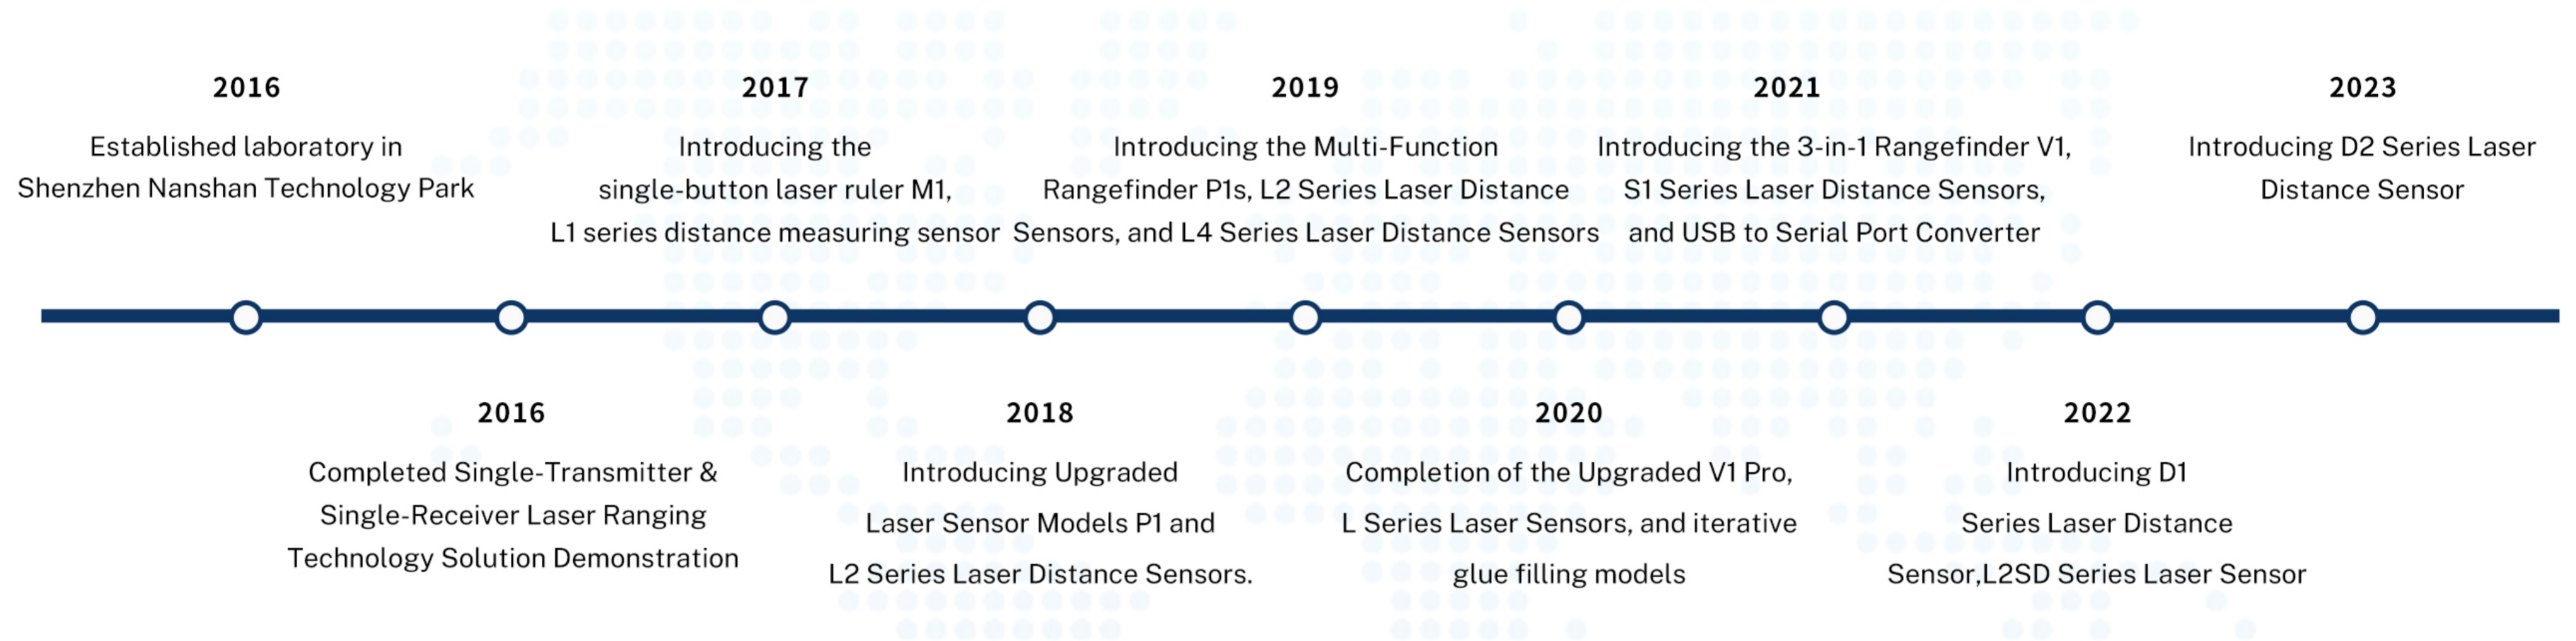 2016
Established laboratory in
Shenzhen Nanshan Technology Park
2016
Completed Single-Transmitter &
Single-Receiver Laser Ranging
Technology Solution Demonstration
2017
Introducing the
single-button laser ruler M1,
L1 series distance measuring sensor
2018
Introducing Upgraded
Laser Sensor Models P1 and
L2 Series Laser Distance Sensors.
2019
Introducing the Multi-Function
Rangefinder P1s, L2 Series Laser Distance
Sensors, and L4 Series Laser Distance Sensors
2020
Completion of the Upgraded V1 Pro,
L Series Laser Sensors, and iterative
glue filling models
2021
Introducing the 3-in-1 Rangefinder V1,
S1 Series Laser Distance Sensors,
and USB to Serial Port Converter
2022
Introducing D1
Series Laser Distance
Sensor,L2SD Series Laser Sensor
2023
Introducing D2 Series Laser
Distance Sensor